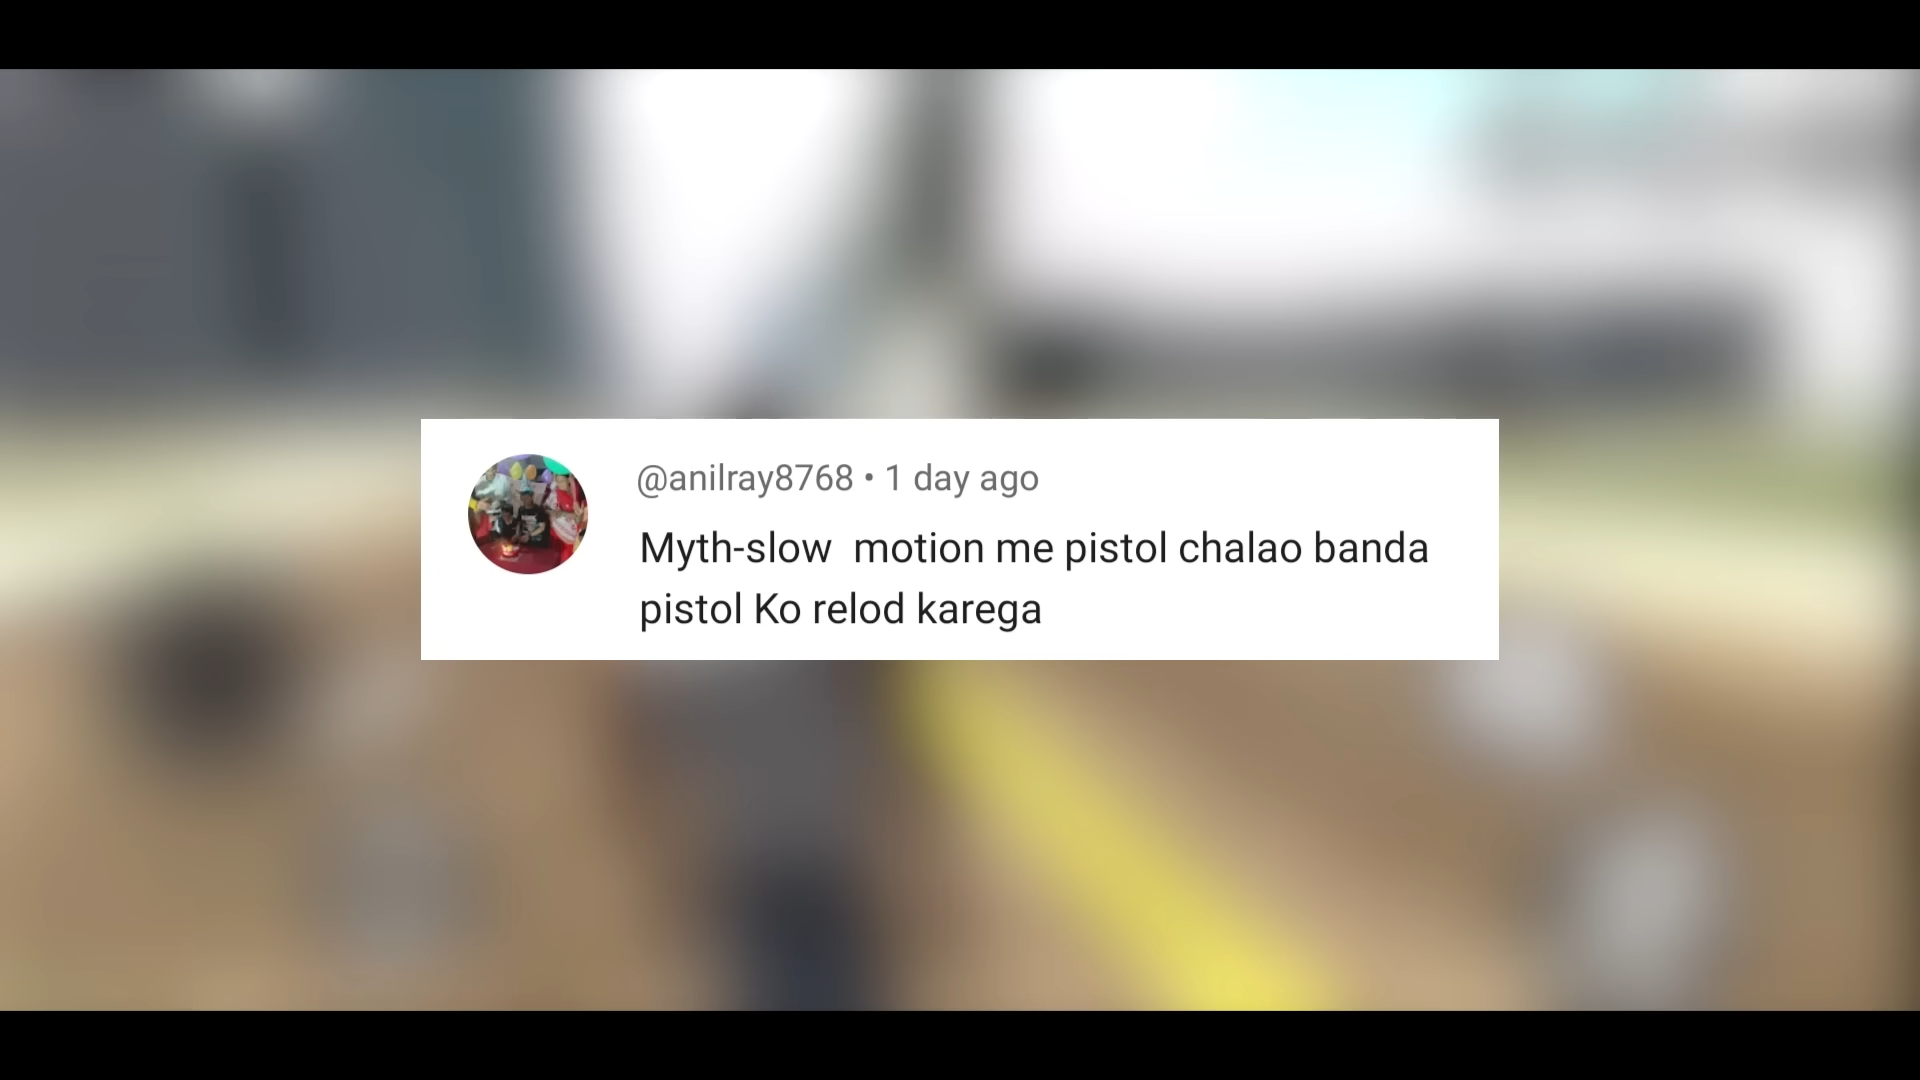 @anilray8768 • 1 day ago
Myth-slow  motion me pistol chalao banda
pistol Ko relod karega